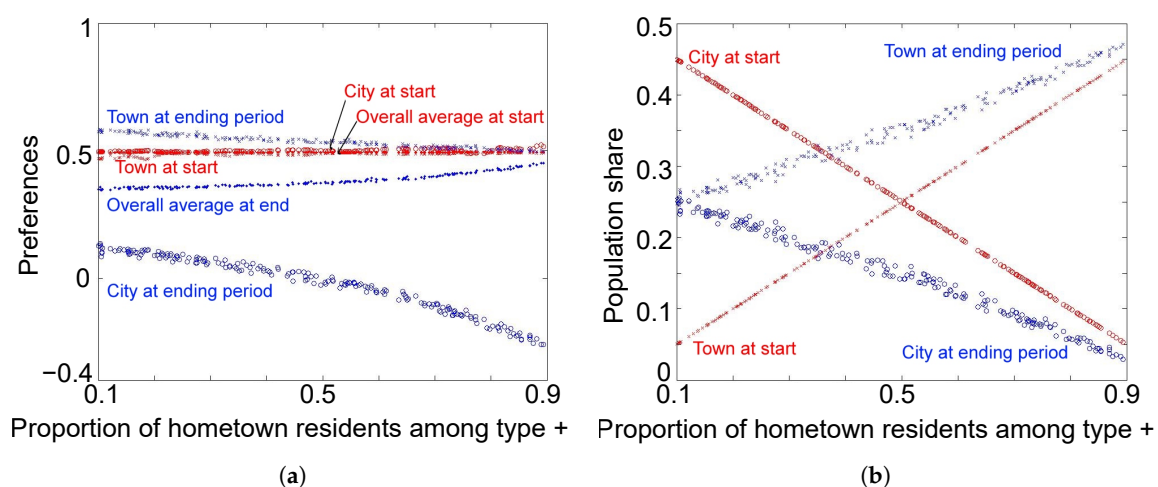 1
0.5
0
−0.4
Preferences
City at start
Overall average at start
Town at ending period
Town at start
Overall average at end
City at ending period
0.1
0.5
0.9
Proportion of hometown residents among type +
(a)
0.5
0.4
0.3
0.2
0.1
0
Population share
City at start
Town at ending period
Town at start
City at ending period
0.1
0.5
0.9
Proportion of hometown residents among type +
(b)